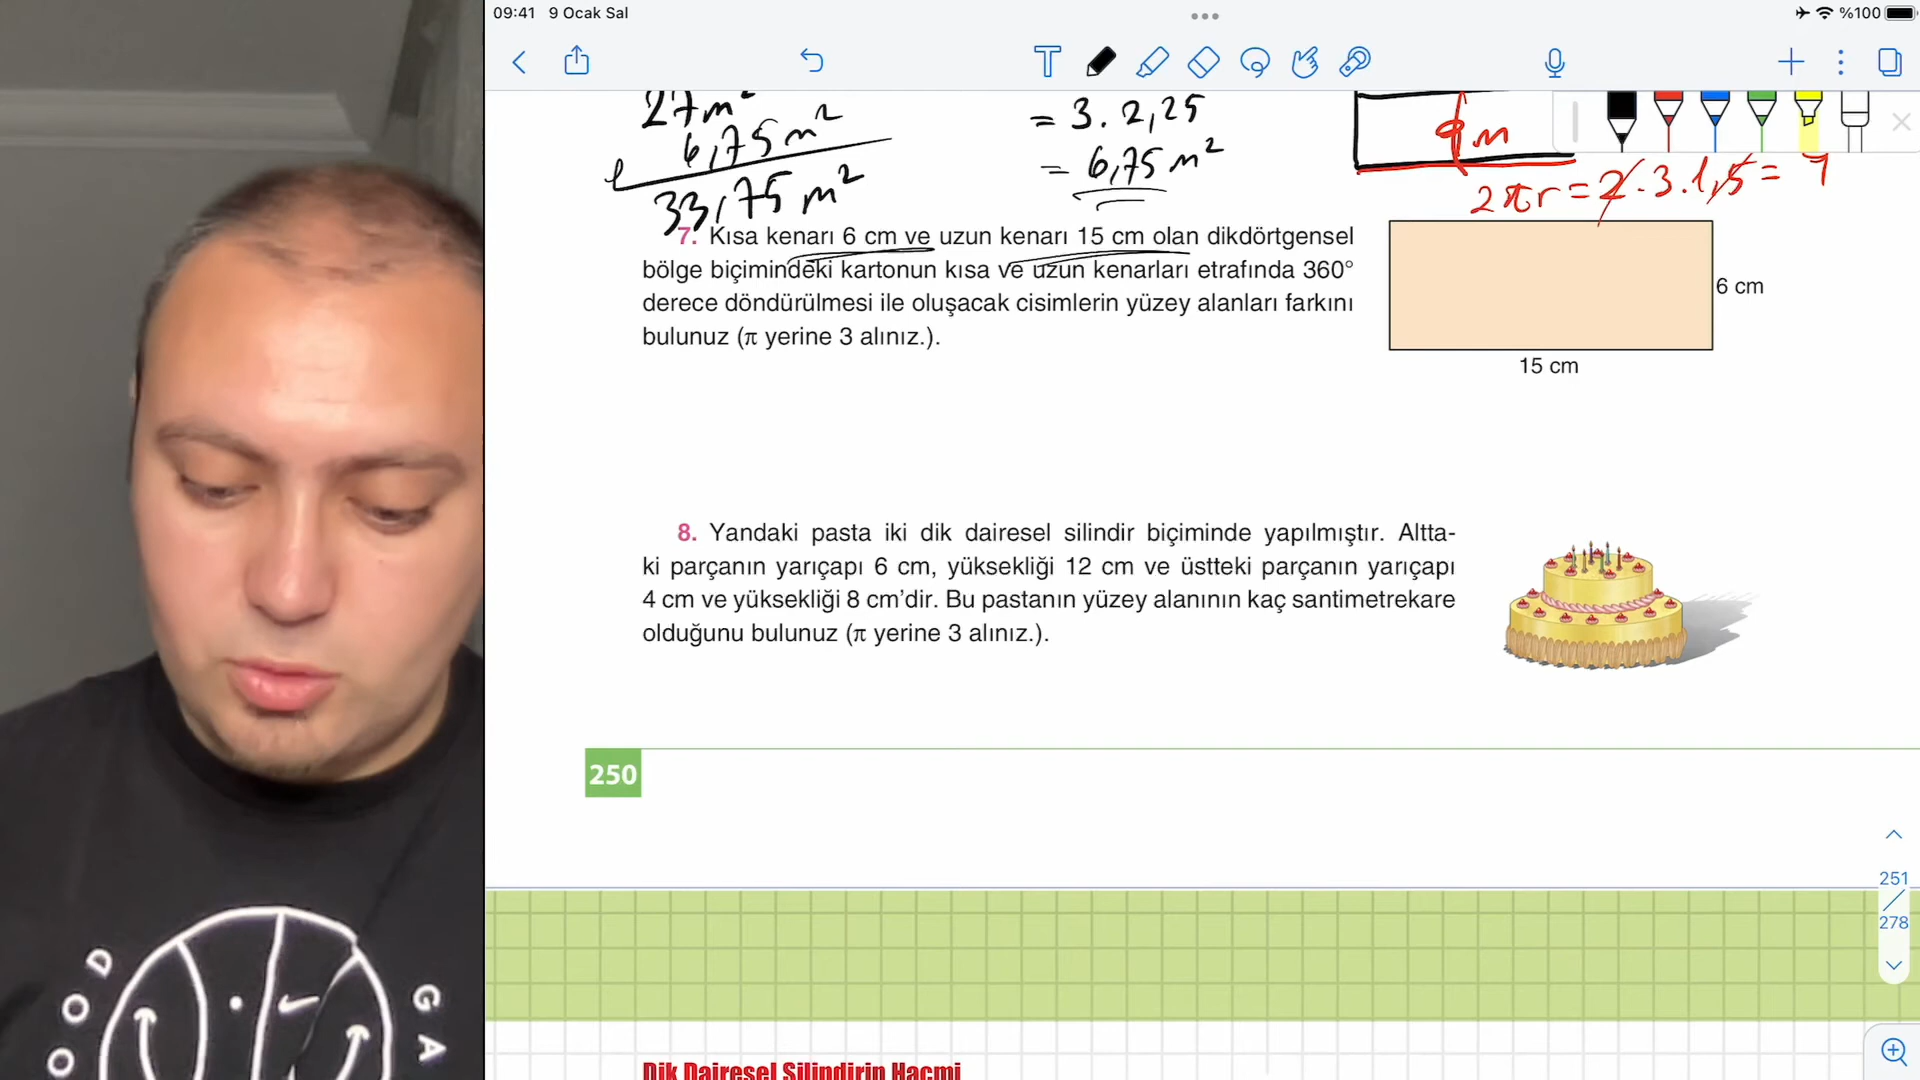 09:41 9 Ocak Sal
%100
27 m²
6,75 m²
33,75 m²
= 3 . 2,25
= 6,75 m²
m
2πr = 2 . 3 . 1,5 = 9
7. Kısa kenarı 6 cm ve uzun kenarı 15 cm olan dikdörtgensel
bölge biçimindeki kartonun kısa ve uzun kenarları etrafında 360°
derece döndürülmesi ile oluşacak cisimlerin yüzey alanları farkını
bulunuz (π yerine 3 alınız.).
6 cm
15 cm
8. Yandaki pasta iki dik dairesel silindir biçiminde yapılmıştır. Altta-
ki parçanın yarıçapı 6 cm, yüksekliği 12 cm ve üstteki parçanın yarıçapı
4 cm ve yüksekliği 8 cm’dir. Bu pastanın yüzey alanının kaç santimetrekare
olduğunu bulunuz (π yerine 3 alınız.).
250
251
/
278
Dik Dairesel Silindirin Hacmi